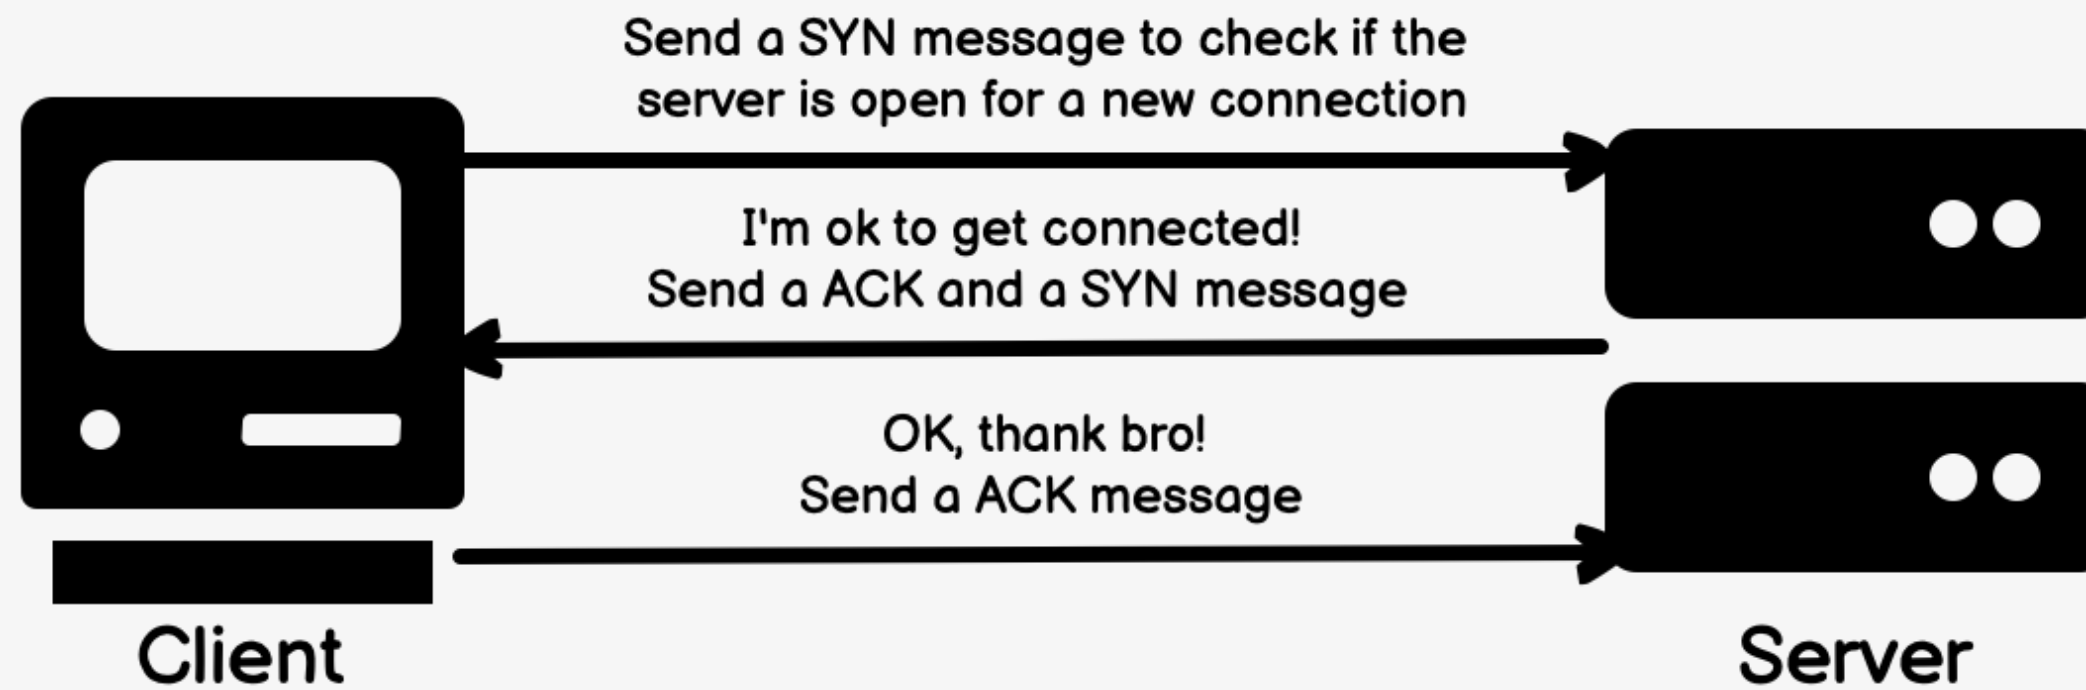 Send a SYN message to check if the
server is open for a new connection
I'm ok to get connected!
Send a ACK and a SYN message
OK, thank bro!
Send a ACK message
Client
Server